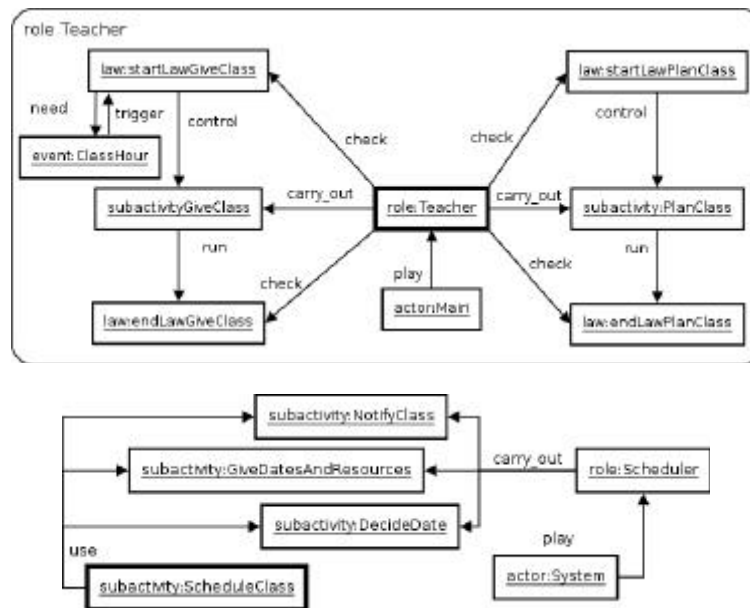 role Teacher
law:startLawGiveClass
law:startLawPlanClass
need
trigger
control
control
check
check
event:ClassHour
carry_out
carry_out
subactivityGiveClass
role:Teacher
subactivity:PlanClass
run
run
check
play
check
law:endLawGiveClass
actor:Main
law:endLawPlanClass
subactivity:NotifyClass
carry_out
subactivity:GiveDatesAndResources
role:Scheduler
subactivity:DecideDate
play
use
subactivity:ScheduleClass
actor:System